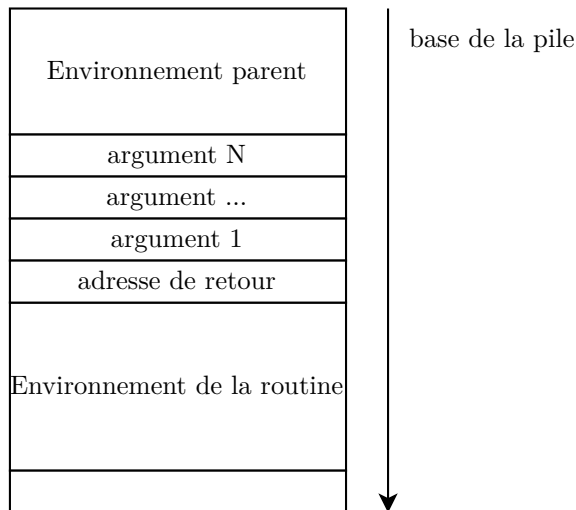 base de la pile
Environnement parent
argument N
argument ...
argument 1
adresse de retour
Environnement de la routine